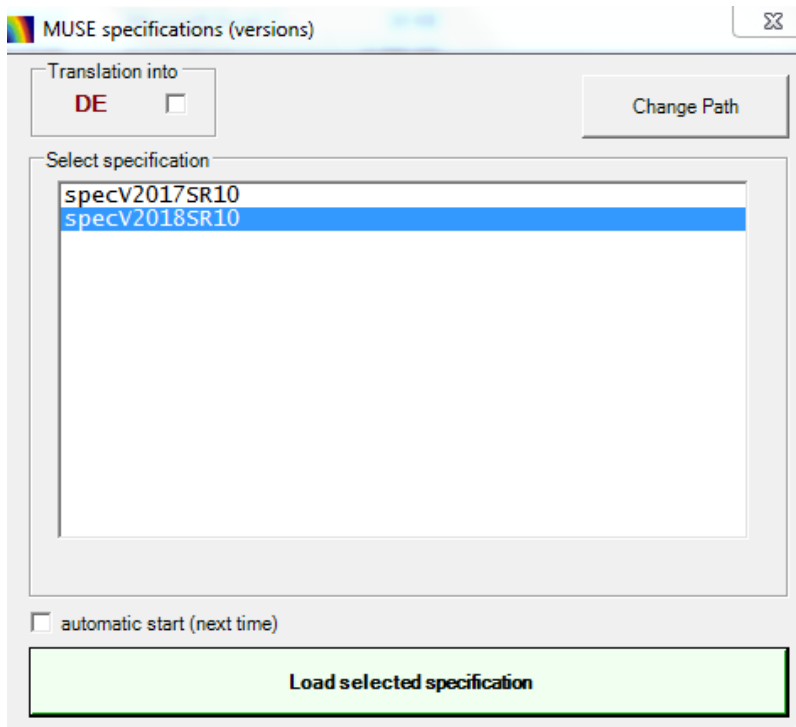 MUSE specifications (versions)
Translation into
DE
Change Path
Select specification
specV2017SR10
specV2018SR10
automatic start (next time)
Load selected specification